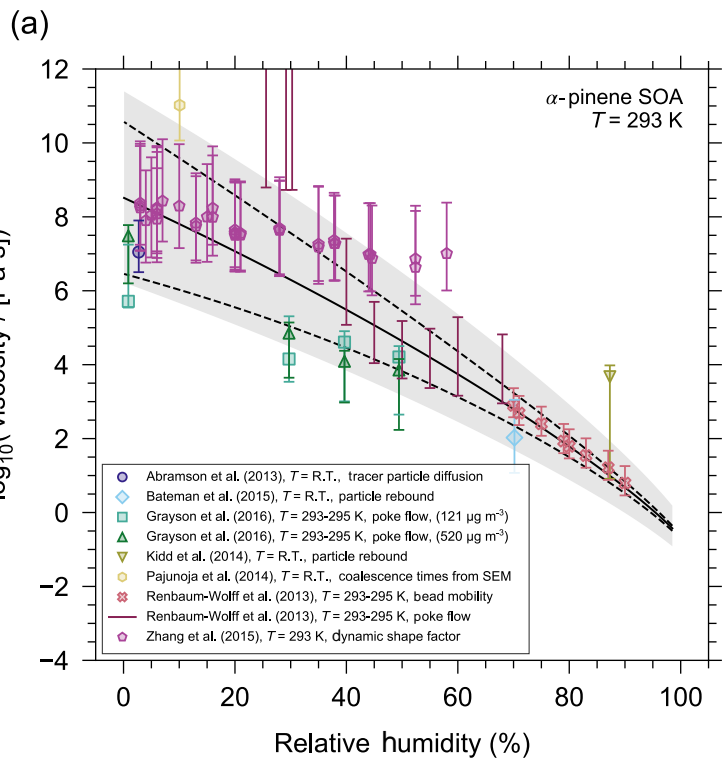 (a)
12
10
8
6
4
2
0
−2
−4
α-pinene SOA
T = 293 K
Abramson et al. (2013), T = R.T., tracer particle diffusion
Bateman et al. (2015), T = R.T., particle rebound
Grayson et al. (2016), T = 293-295 K, poke flow, (121 μg m⁻³)
Grayson et al. (2016), T = 293-295 K, poke flow, (520 μg m⁻³)
Kidd et al. (2014), T = R.T., particle rebound
Pajunoja et al. (2014), T = R.T., coalescence times from SEM
Renbaum-Wolff et al. (2013), T = 293-295 K, bead mobility
Renbaum-Wolff et al. (2013), T = 293-295 K, poke flow
Zhang et al. (2015), T = 293 K, dynamic shape factor
0 20 40 60 80 100
Relative humidity (%)